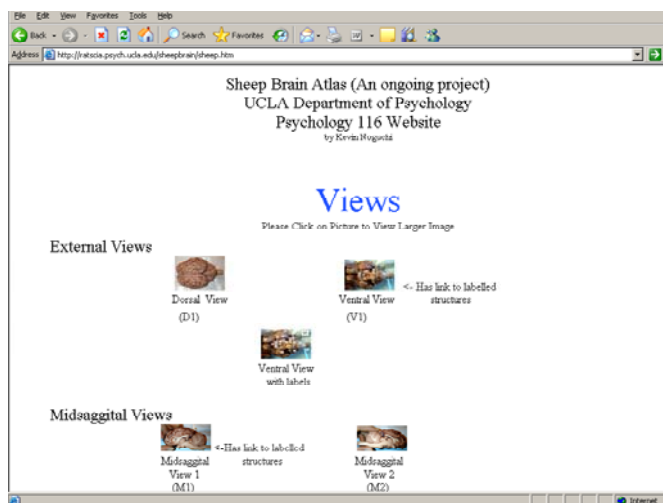 File Edit View Favorites Tools Help
Back Search Favorites
Address http://ratscia.psych.ucla.edu/sheepbrain/sheep.htm
Sheep Brain Atlas (An ongoing project)
UCLA Department of Psychology
Psychology 116 Website
by Kevin Noguchi
Views
Please Click on Picture to View Larger Image
External Views
Dorsal View
(D1)
Ventral View
(V1)
<- Has link to labelled
structures
Ventral View
with labels
Midsaggital Views
Midsaggital
View 1
(M1)
<-Has link to labelled
structures
Midsaggital
View 2
(M2)
Internet